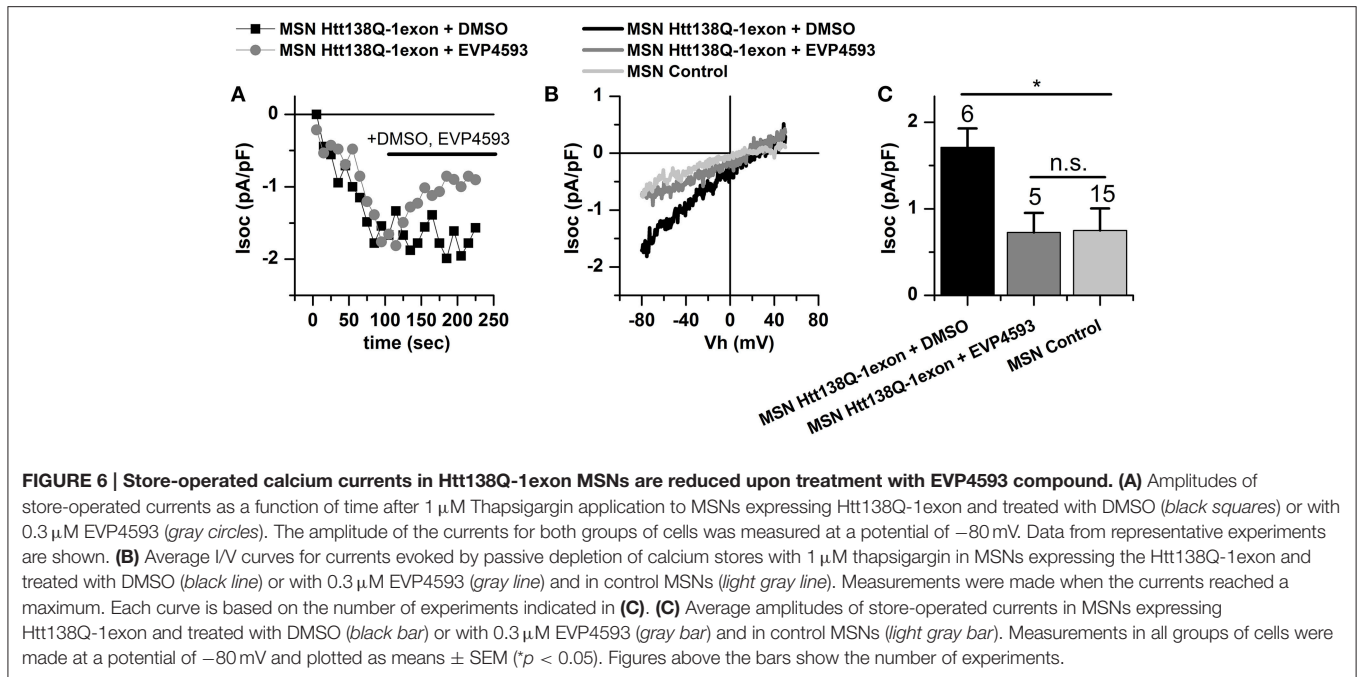 MSN Htt138Q-1exon + DMSO
MSN Htt138Q-1exon + EVP4593
MSN Htt138Q-1exon + DMSO
MSN Htt138Q-1exon + EVP4593
MSN Control
A
Isoc (pA/pF)
0
-1
-2
+DMSO, EVP4593
0 50 100 150 200 250
time (sec)
B
Isoc (pA/pF)
1
0
-1
-2
-80 -40 0 40 80
Vh (mV)
C
Isoc (pA/pF)
2
1
0
*
6
n.s.
5
15
MSN Htt138Q-1exon + DMSO
MSN Htt138Q-1exon + EVP4593
MSN Control
FIGURE 6 | Store-operated calcium currents in Htt138Q-1exon MSNs are reduced upon treatment with EVP4593 compound. (A) Amplitudes of
store-operated currents as a function of time after 1 μM Thapsigargin application to MSNs expressing Htt138Q-1exon and treated with DMSO (black squares) or with
0.3 μM EVP4593 (gray circles). The amplitude of the currents for both groups of cells was measured at a potential of −80 mV. Data from representative experiments
are shown. (B) Average I/V curves for currents evoked by passive depletion of calcium stores with 1 μM thapsigargin in MSNs expressing the Htt138Q-1exon and
treated with DMSO (black line) or with 0.3 μM EVP4593 (gray line) and in control MSNs (light gray line). Measurements were made when the currents reached a
maximum. Each curve is based on the number of experiments indicated in (C). (C) Average amplitudes of store-operated currents in MSNs expressing
Htt138Q-1exon and treated with DMSO (black bar) or with 0.3 μM EVP4593 (gray bar) and in control MSNs (light gray bar). Measurements in all groups of cells were
made at a potential of −80 mV and plotted as means ± SEM (*p < 0.05). Figures above the bars show the number of experiments.